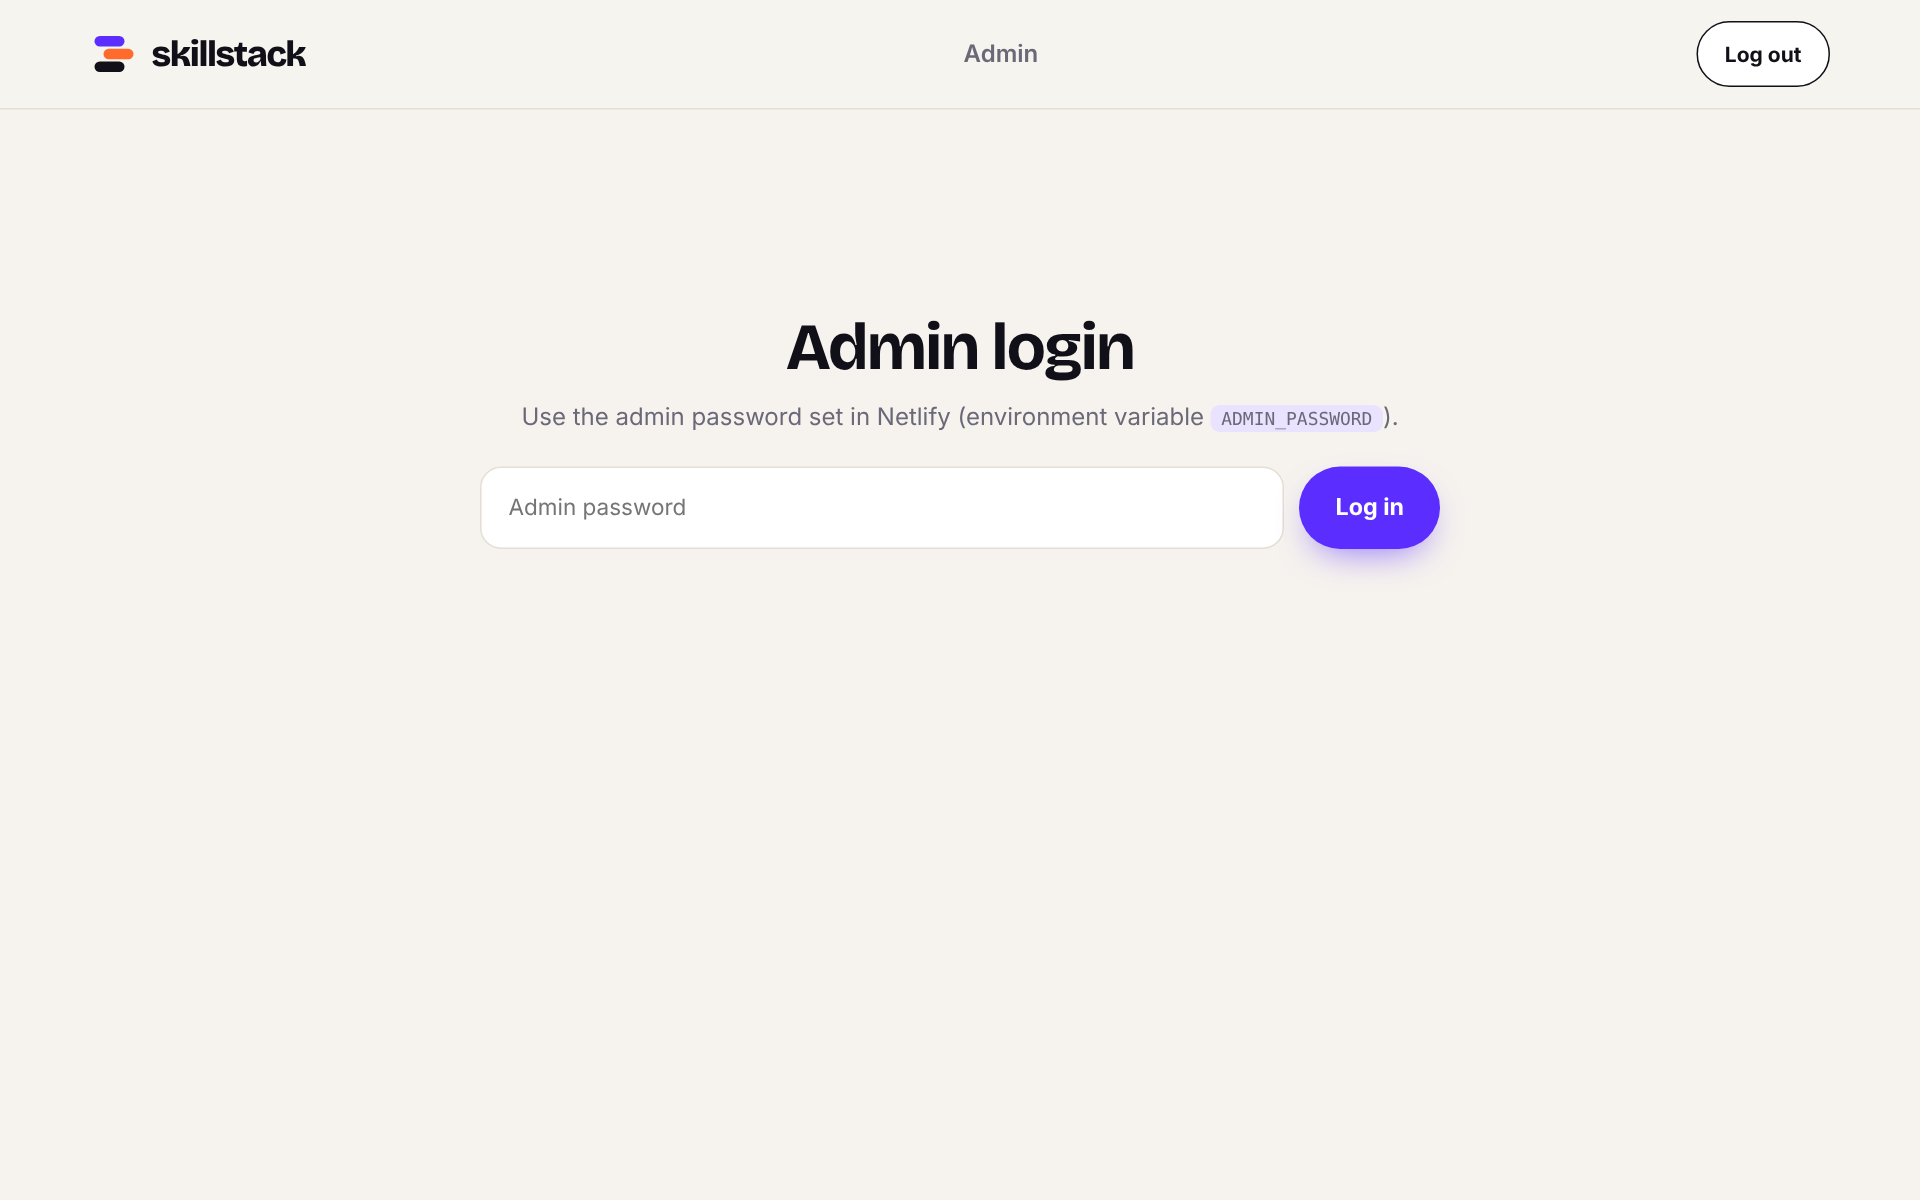 skillstack
Admin
Log out
Admin login
Use the admin password set in Netlify (environment variable ADMIN_PASSWORD).
Admin password
Log in